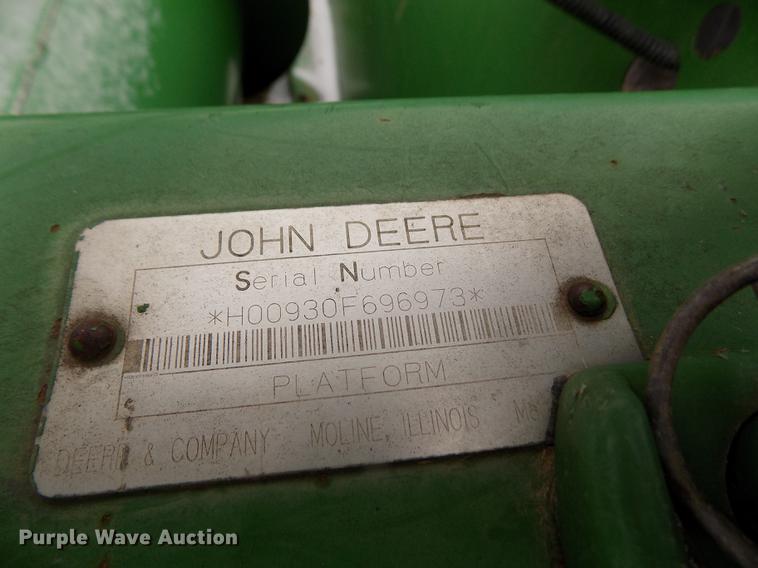 JOHN DEERE
Serial Number
*H00930F696973*
PLATFORM
DEERE & COMPANY MOLINE, ILLINOIS
Purple Wave Auction